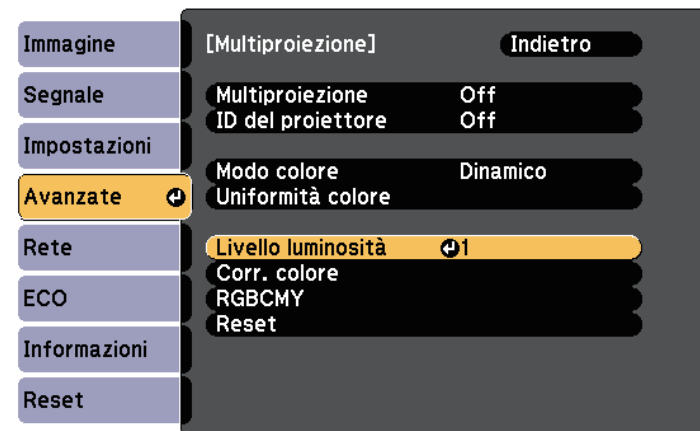 Immagine
Segnale
Impostazioni
Avanzate
Rete
ECO
Informazioni
Reset
[Multiproiezione] Indietro
Multiproiezione Off
ID del proiettore Off
Modo colore Dinamico
Uniformità colore
Livello luminosità 1
Corr. colore
RGBCMY
Reset